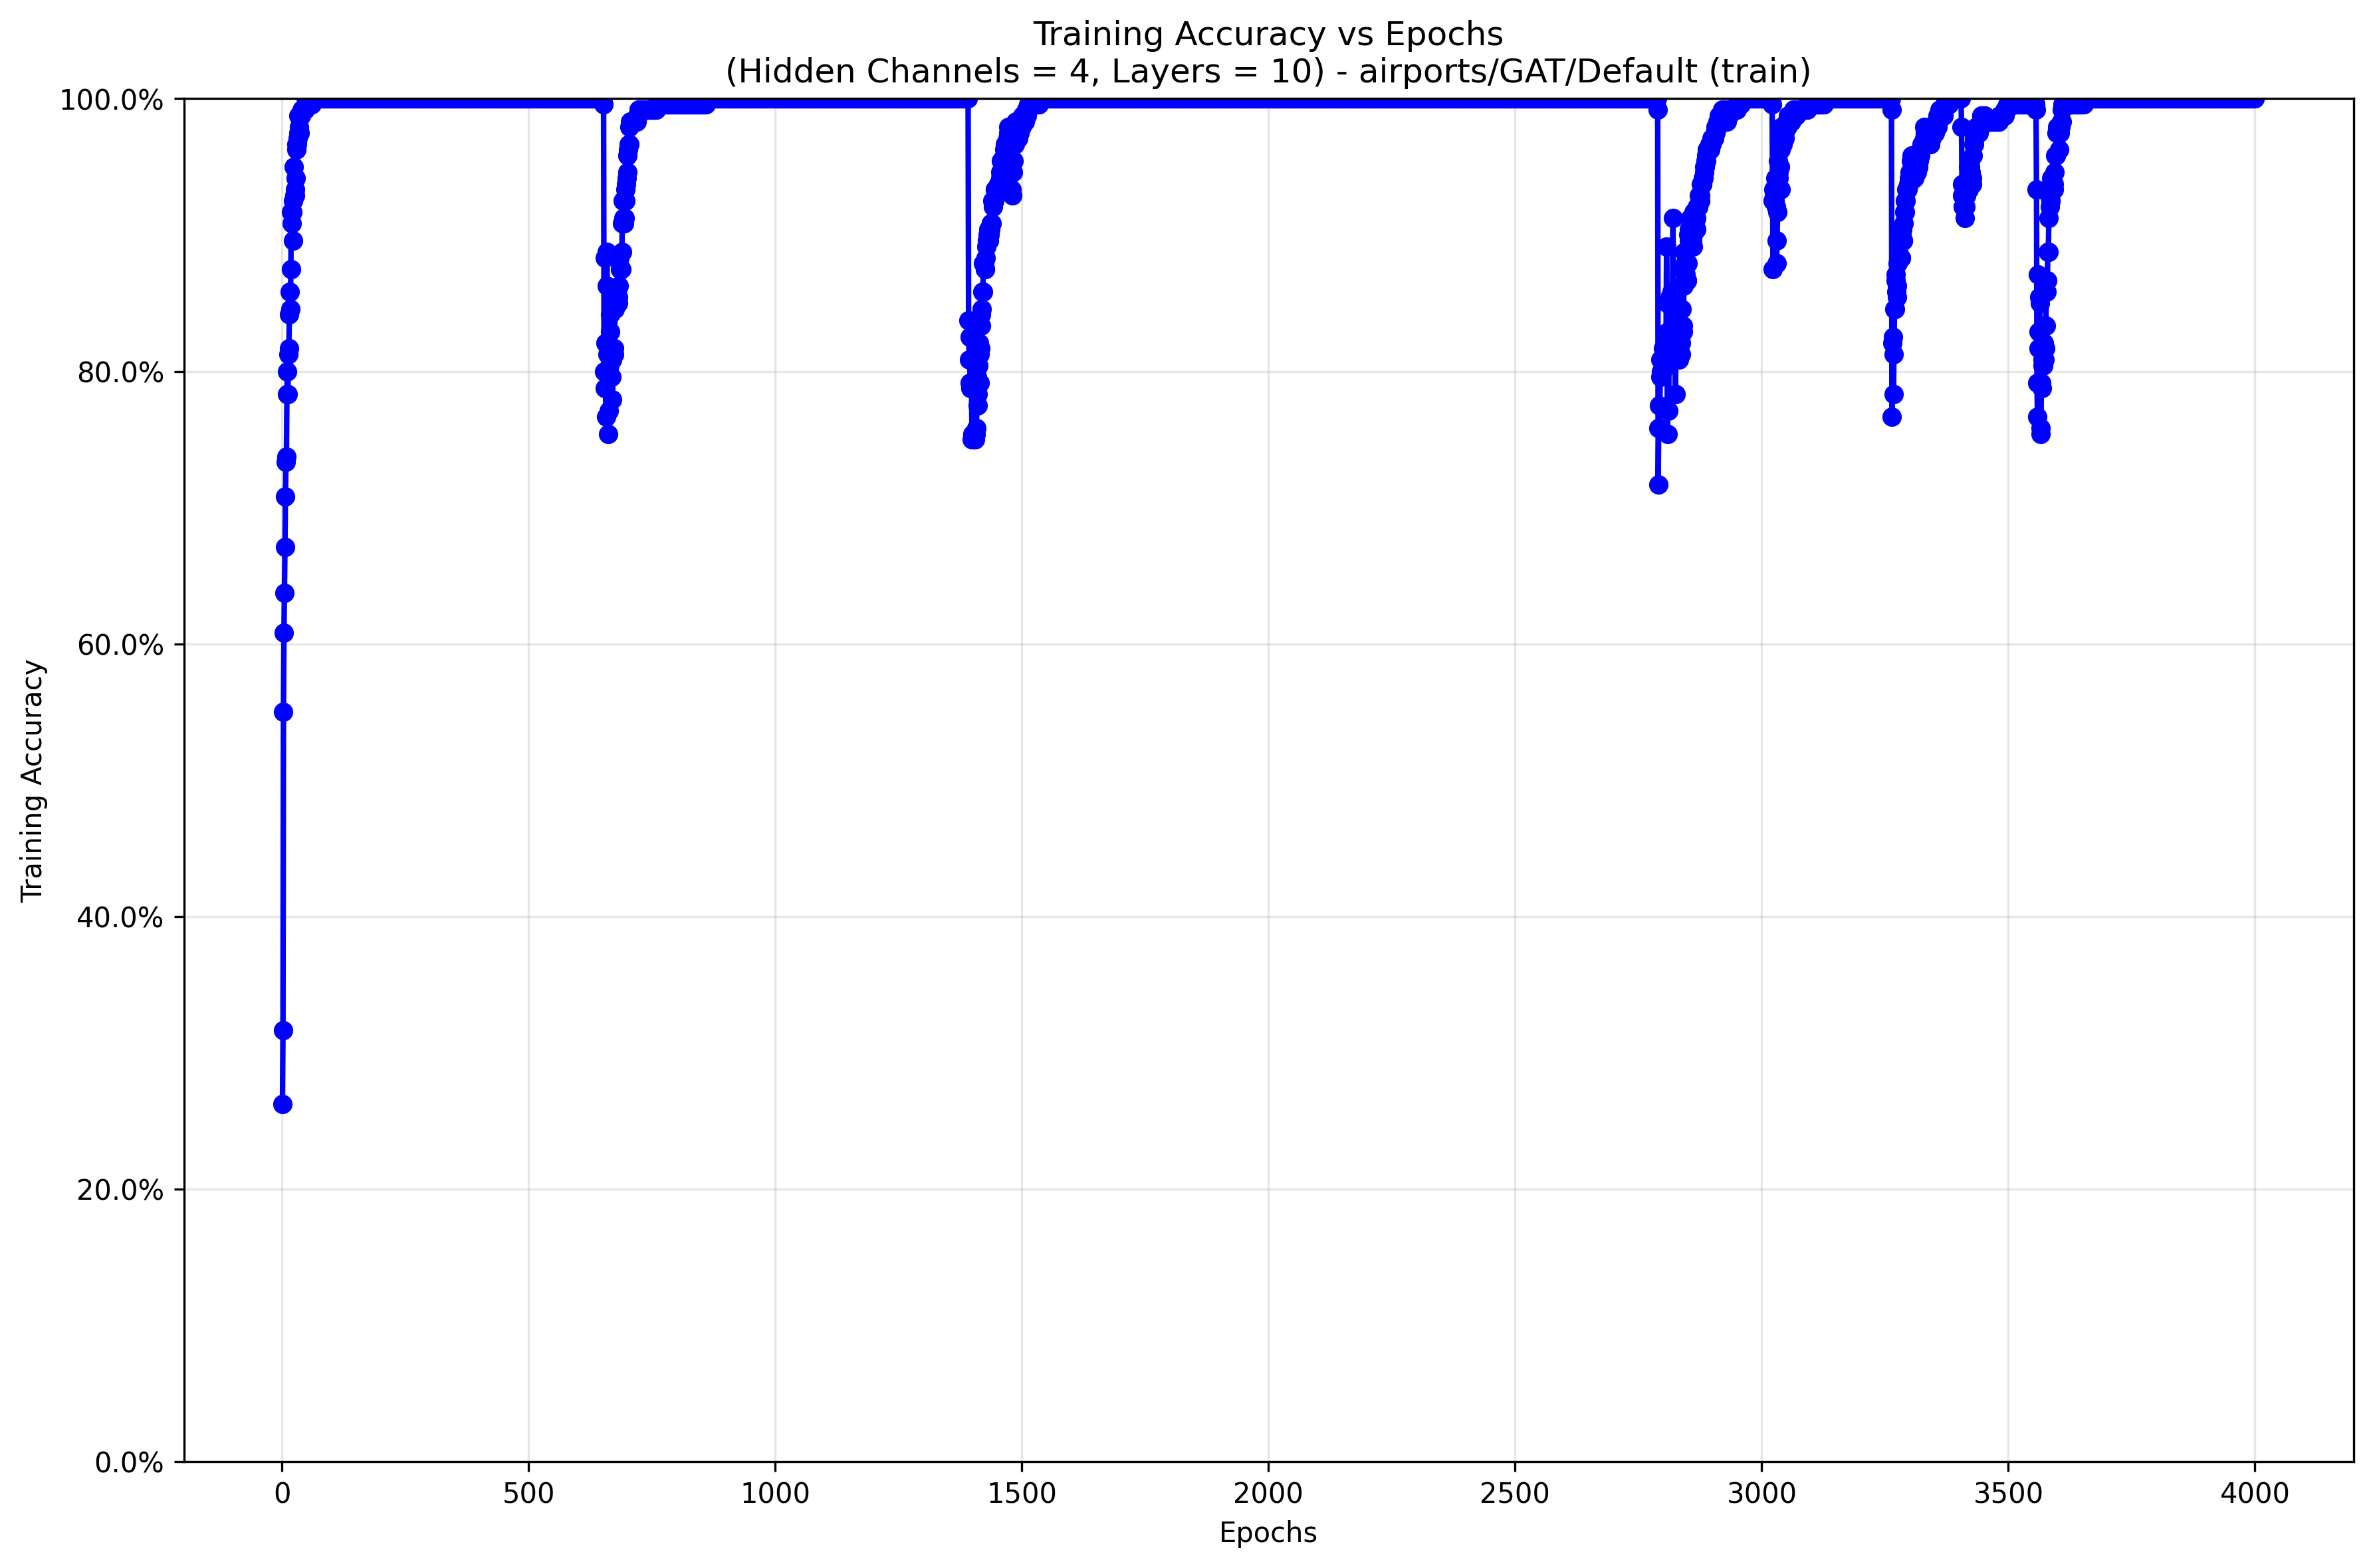 Training Accuracy vs Epochs
(Hidden Channels = 4, Layers = 10) - airports/GAT/Default (train)
100.0%
80.0%
60.0%
40.0%
20.0%
0.0%
Training Accuracy
0 500 1000 1500 2000 2500 3000 3500 4000
Epochs